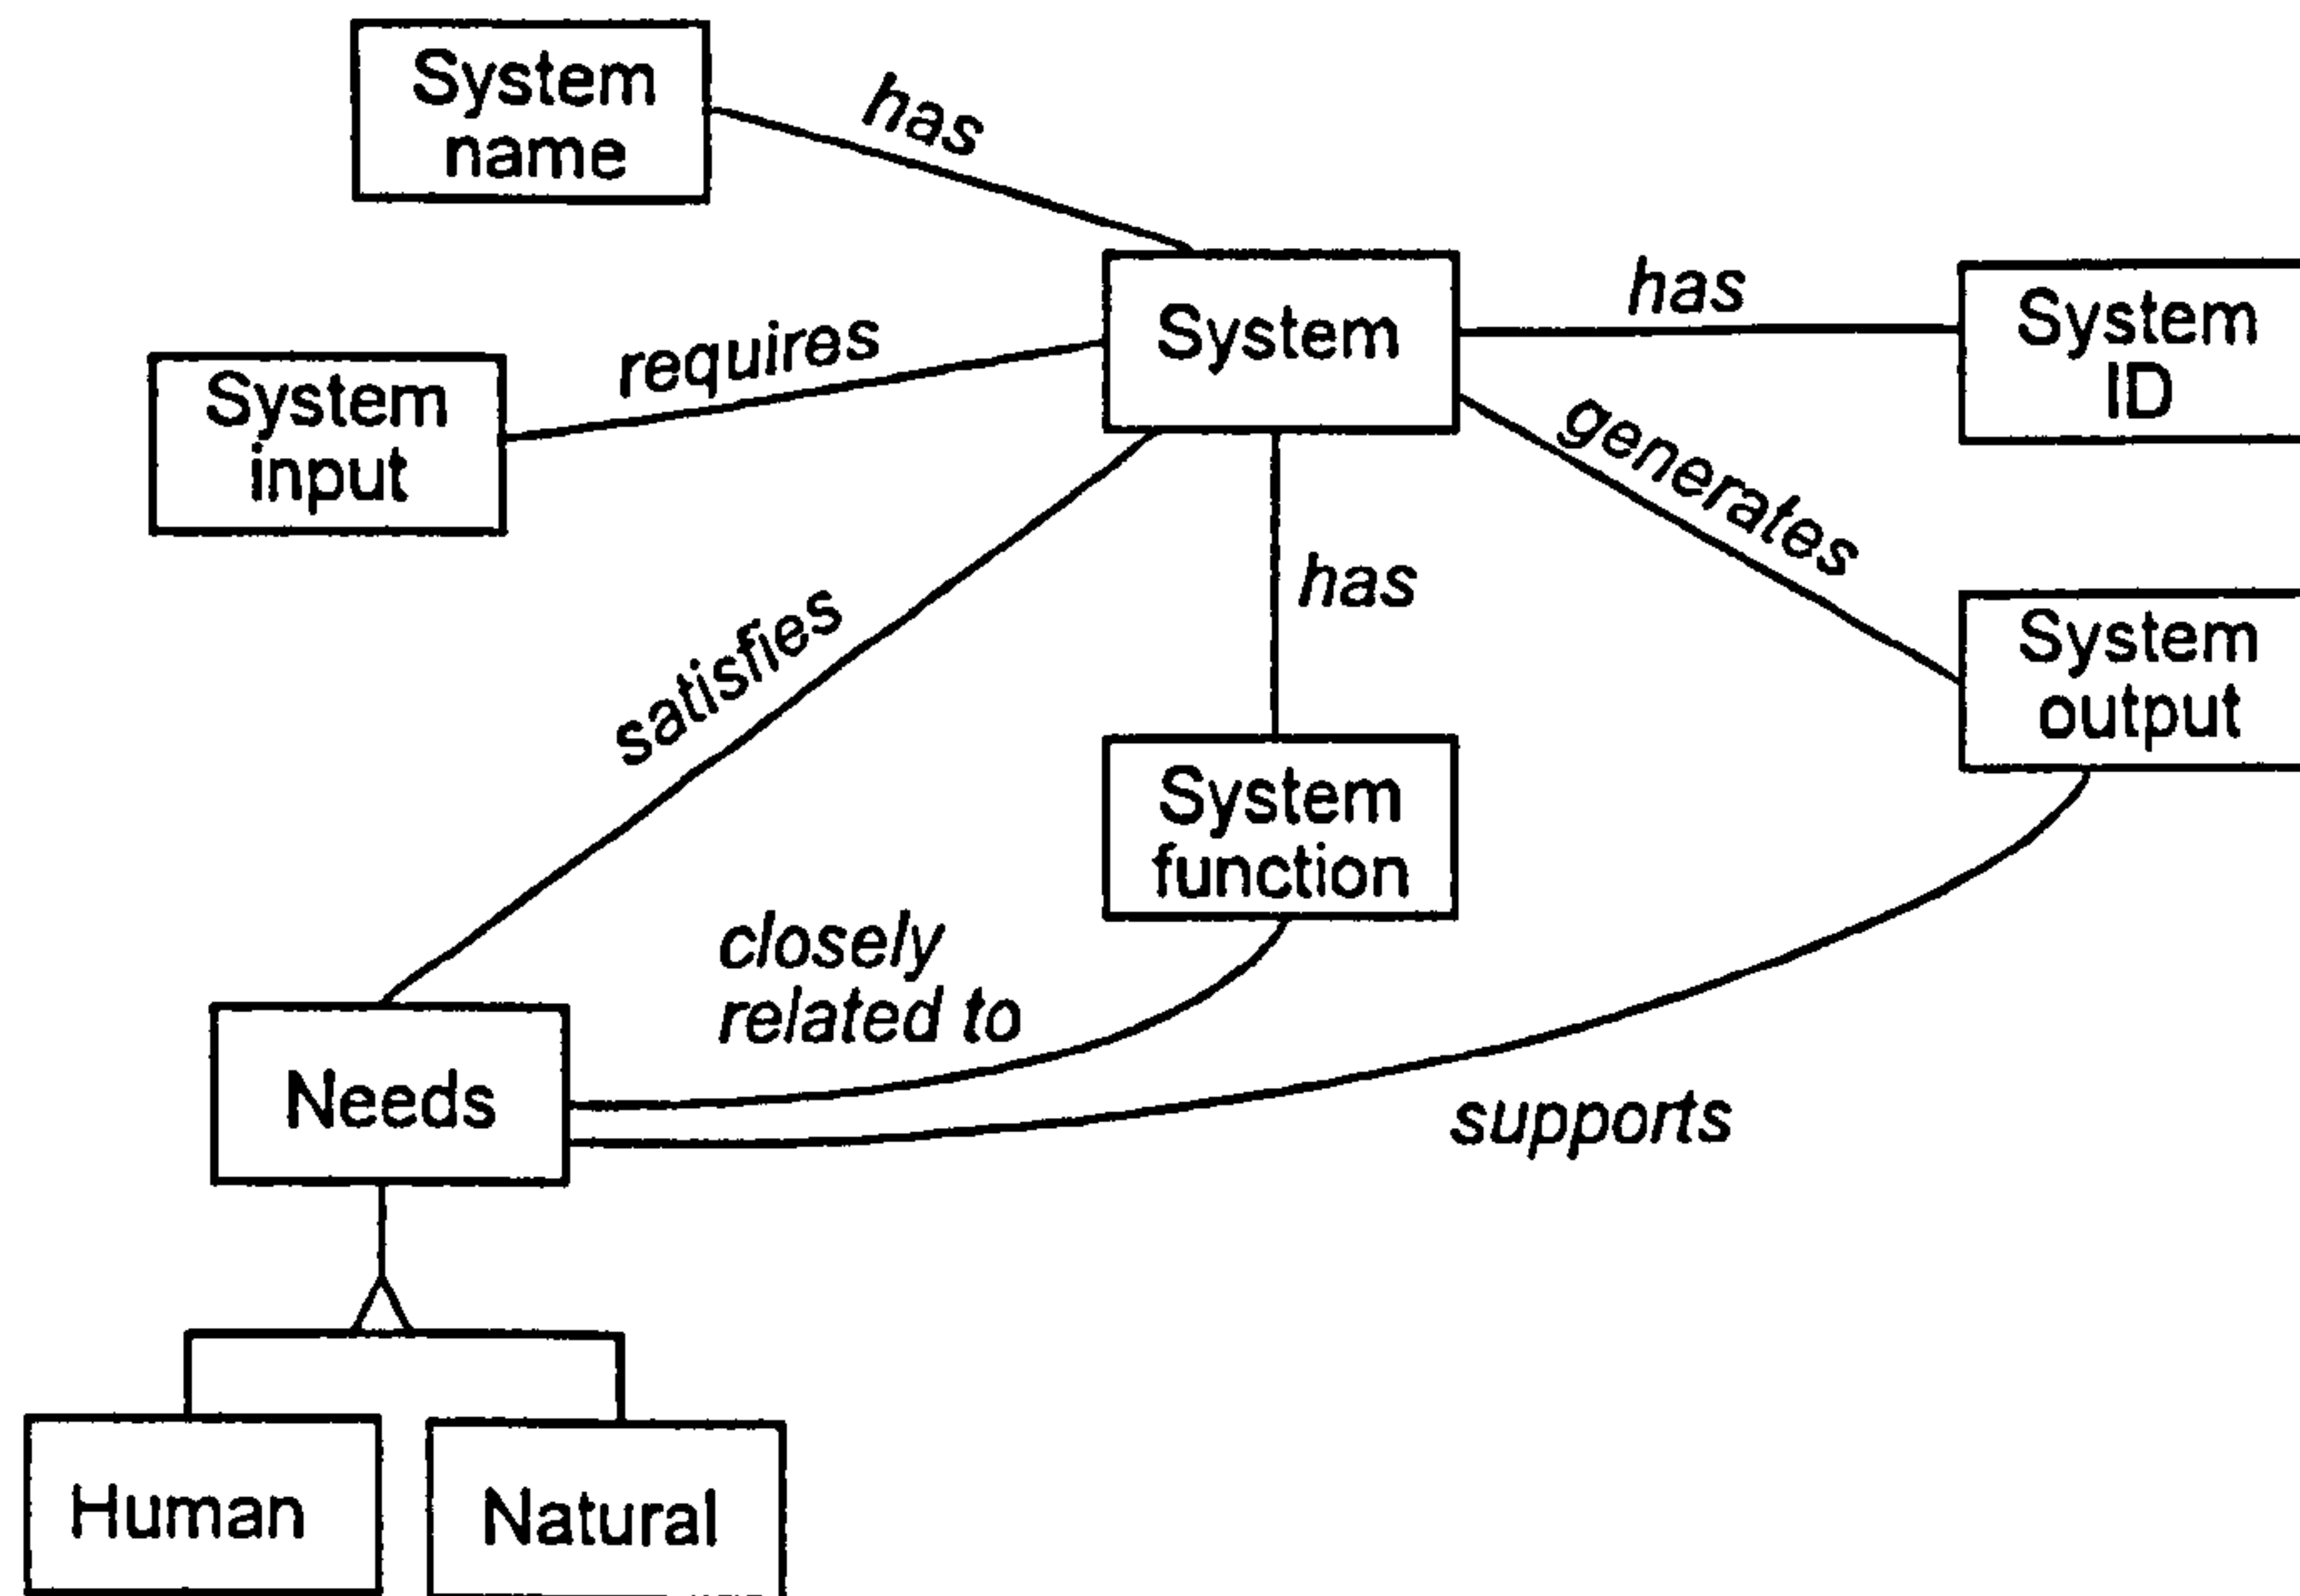 System
name
has
System
has
System
ID
requires
System
input
generates
has
satisfies
System
output
System
function
closely
related to
Needs
supports
Human
Natural